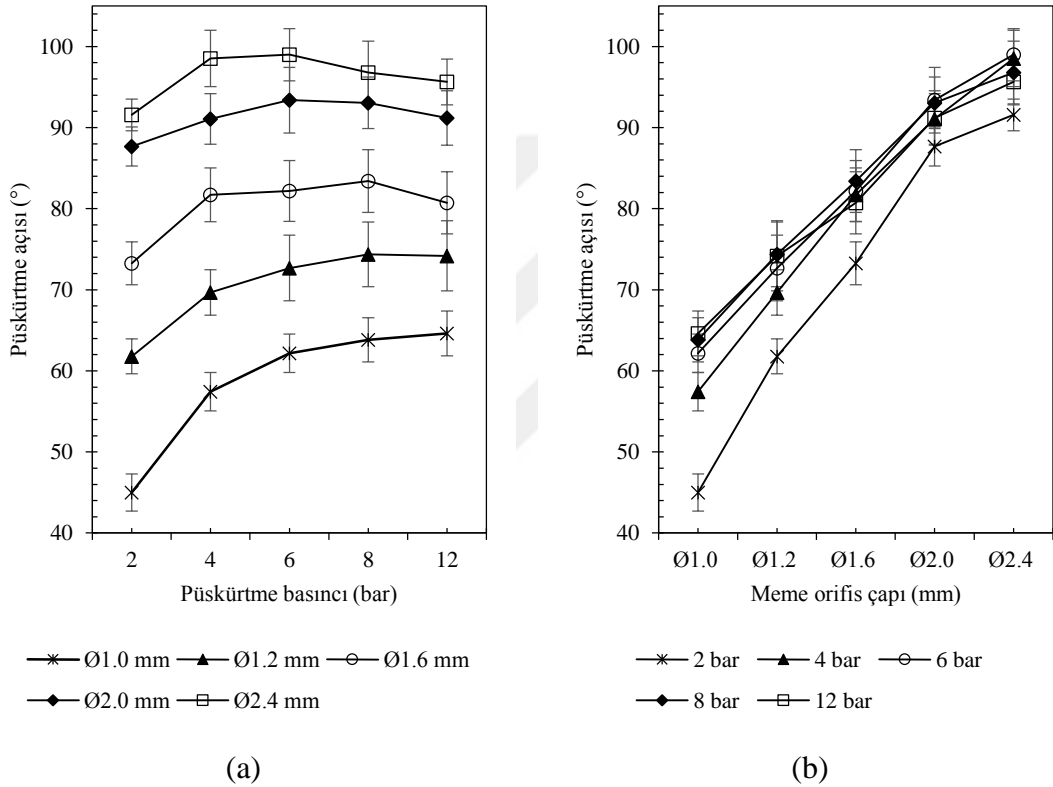 100
90
80
70
60
50
40
Püskürtme açısı (°)
2 4 6 8 12
Püskürtme basıncı (bar)
Ø1.0 mm Ø1.2 mm Ø1.6 mm
Ø2.0 mm Ø2.4 mm
(a)
100
90
80
70
60
50
40
Püskürtme açısı (°)
Ø1.0 Ø1.2 Ø1.6 Ø2.0 Ø2.4
Meme orifis çapı (mm)
2 bar 4 bar 6 bar
8 bar 12 bar
(b)